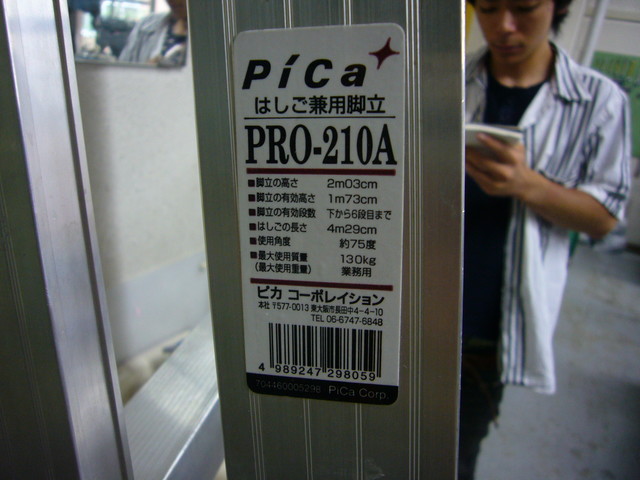 PiCa
はしご兼用脚立
PRO-210A
■脚立の高さ 2m03cm
■脚立の有効高さ 1m73cm
■脚立の有効段数 下から6段目まで
■はしごの長さ 4m29cm
■使用角度 約75度
■最大使用質量 130kg
(最大使用重量) 業務用
ピカ コーポレイション
本社 〒577-0013 東大阪市長田中4-4-10
TEL 06-6747-6848
4 989247 298059
704460005298 PiCa Corp.